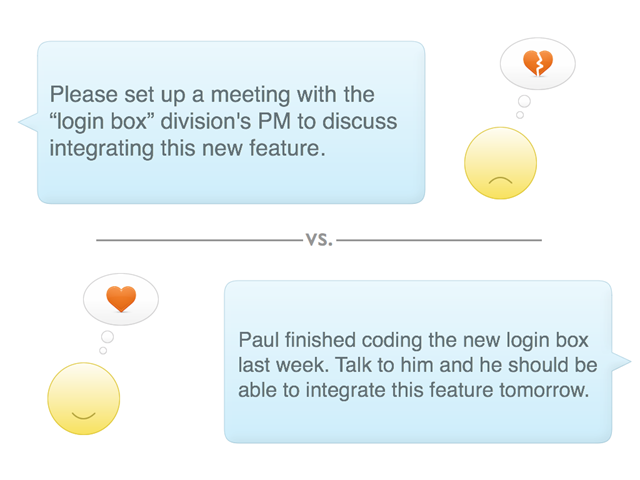 Please set up a meeting with the
“login box” division's PM to discuss
integrating this new feature.
vs.
Paul finished coding the new login box
last week. Talk to him and he should be
able to integrate this feature tomorrow.